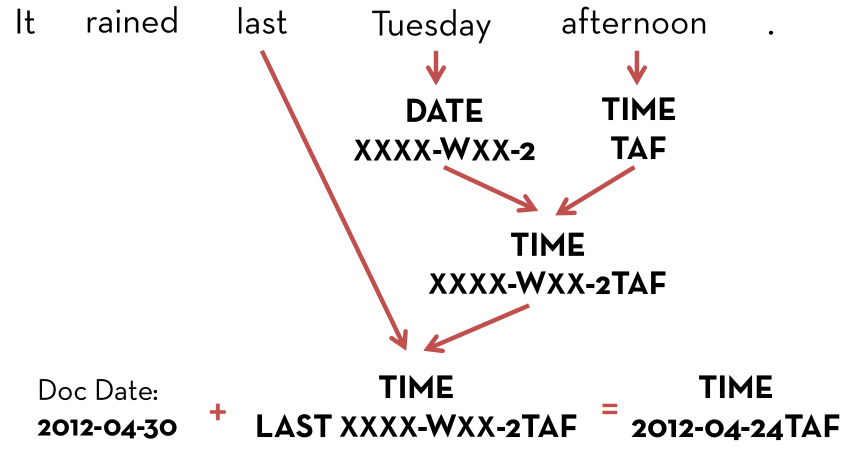 It rained last Tuesday afternoon .
DATE TIME
XXXX-WXX-2 TAF
TIME
XXXX-WXX-2TAF
Doc Date: TIME TIME
2012-04-30 + LAST XXXX-WXX-2TAF = 2012-04-24TAF